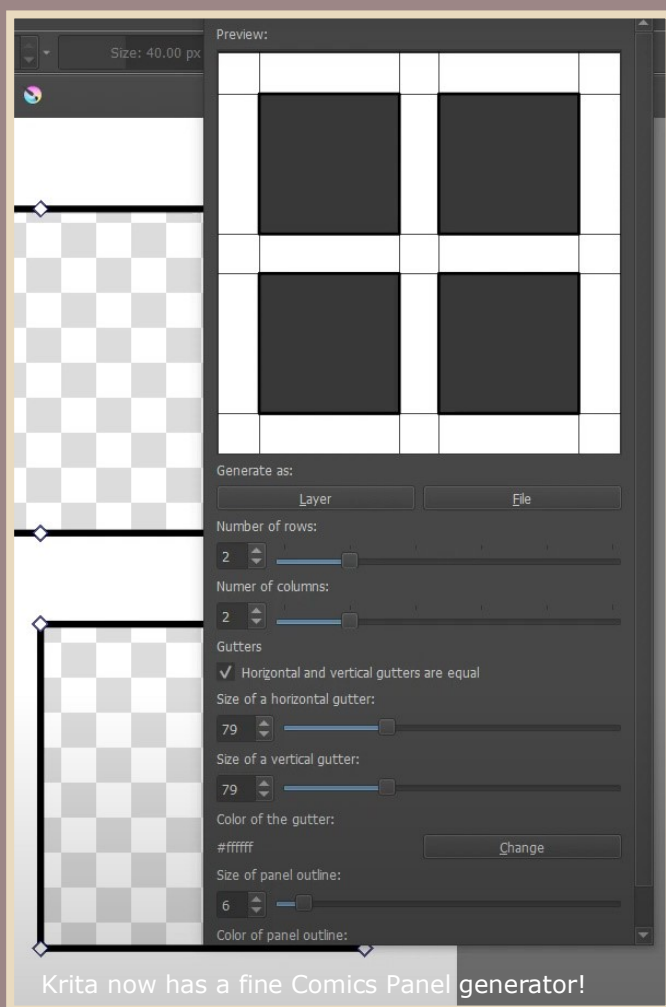 Size: 40.00 px
Preview:
Generate as:
Layer
File
Number of rows:
2
Numer of columns:
2
Gutters
Horizontal and vertical gutters are equal
Size of a horizontal gutter:
79
Size of a vertical gutter:
79
Color of the gutter:
#ffffff
Change
Size of panel outline:
6
Color of panel outline:
Krita now has a fine Comics Panel generator!